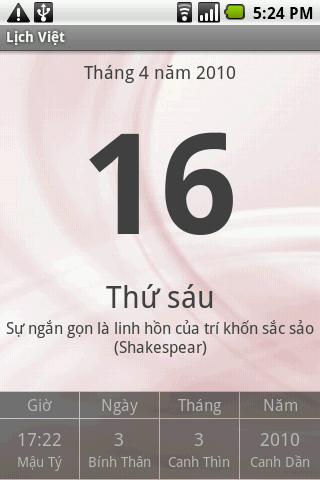 5:24 PM
Lịch Việt
Tháng 4 năm 2010
16
Thứ sáu
Sự ngắn gọn là linh hồn của trí khốn sắc sảo
(Shakespear)
Giờ Ngày Tháng Năm
17:22 3 3 2010
Mậu Tý Bính Thân Canh Thìn Canh Dần